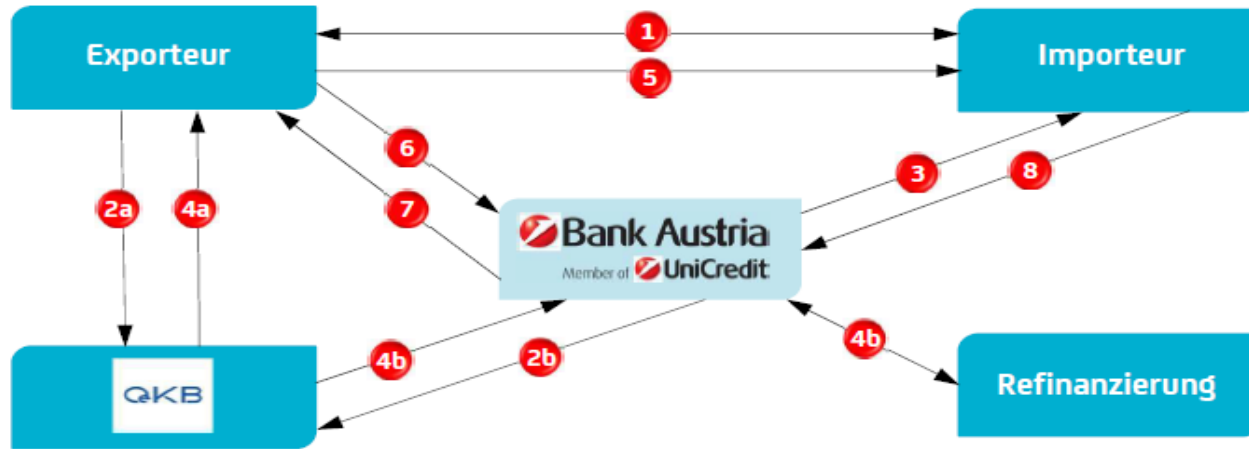 Exporteur
1
Importeur
5
6
3
8
2a
4a
7
Bank Austria
Member of UniCredit
4b
2b
4b
OKB
Refinanzierung